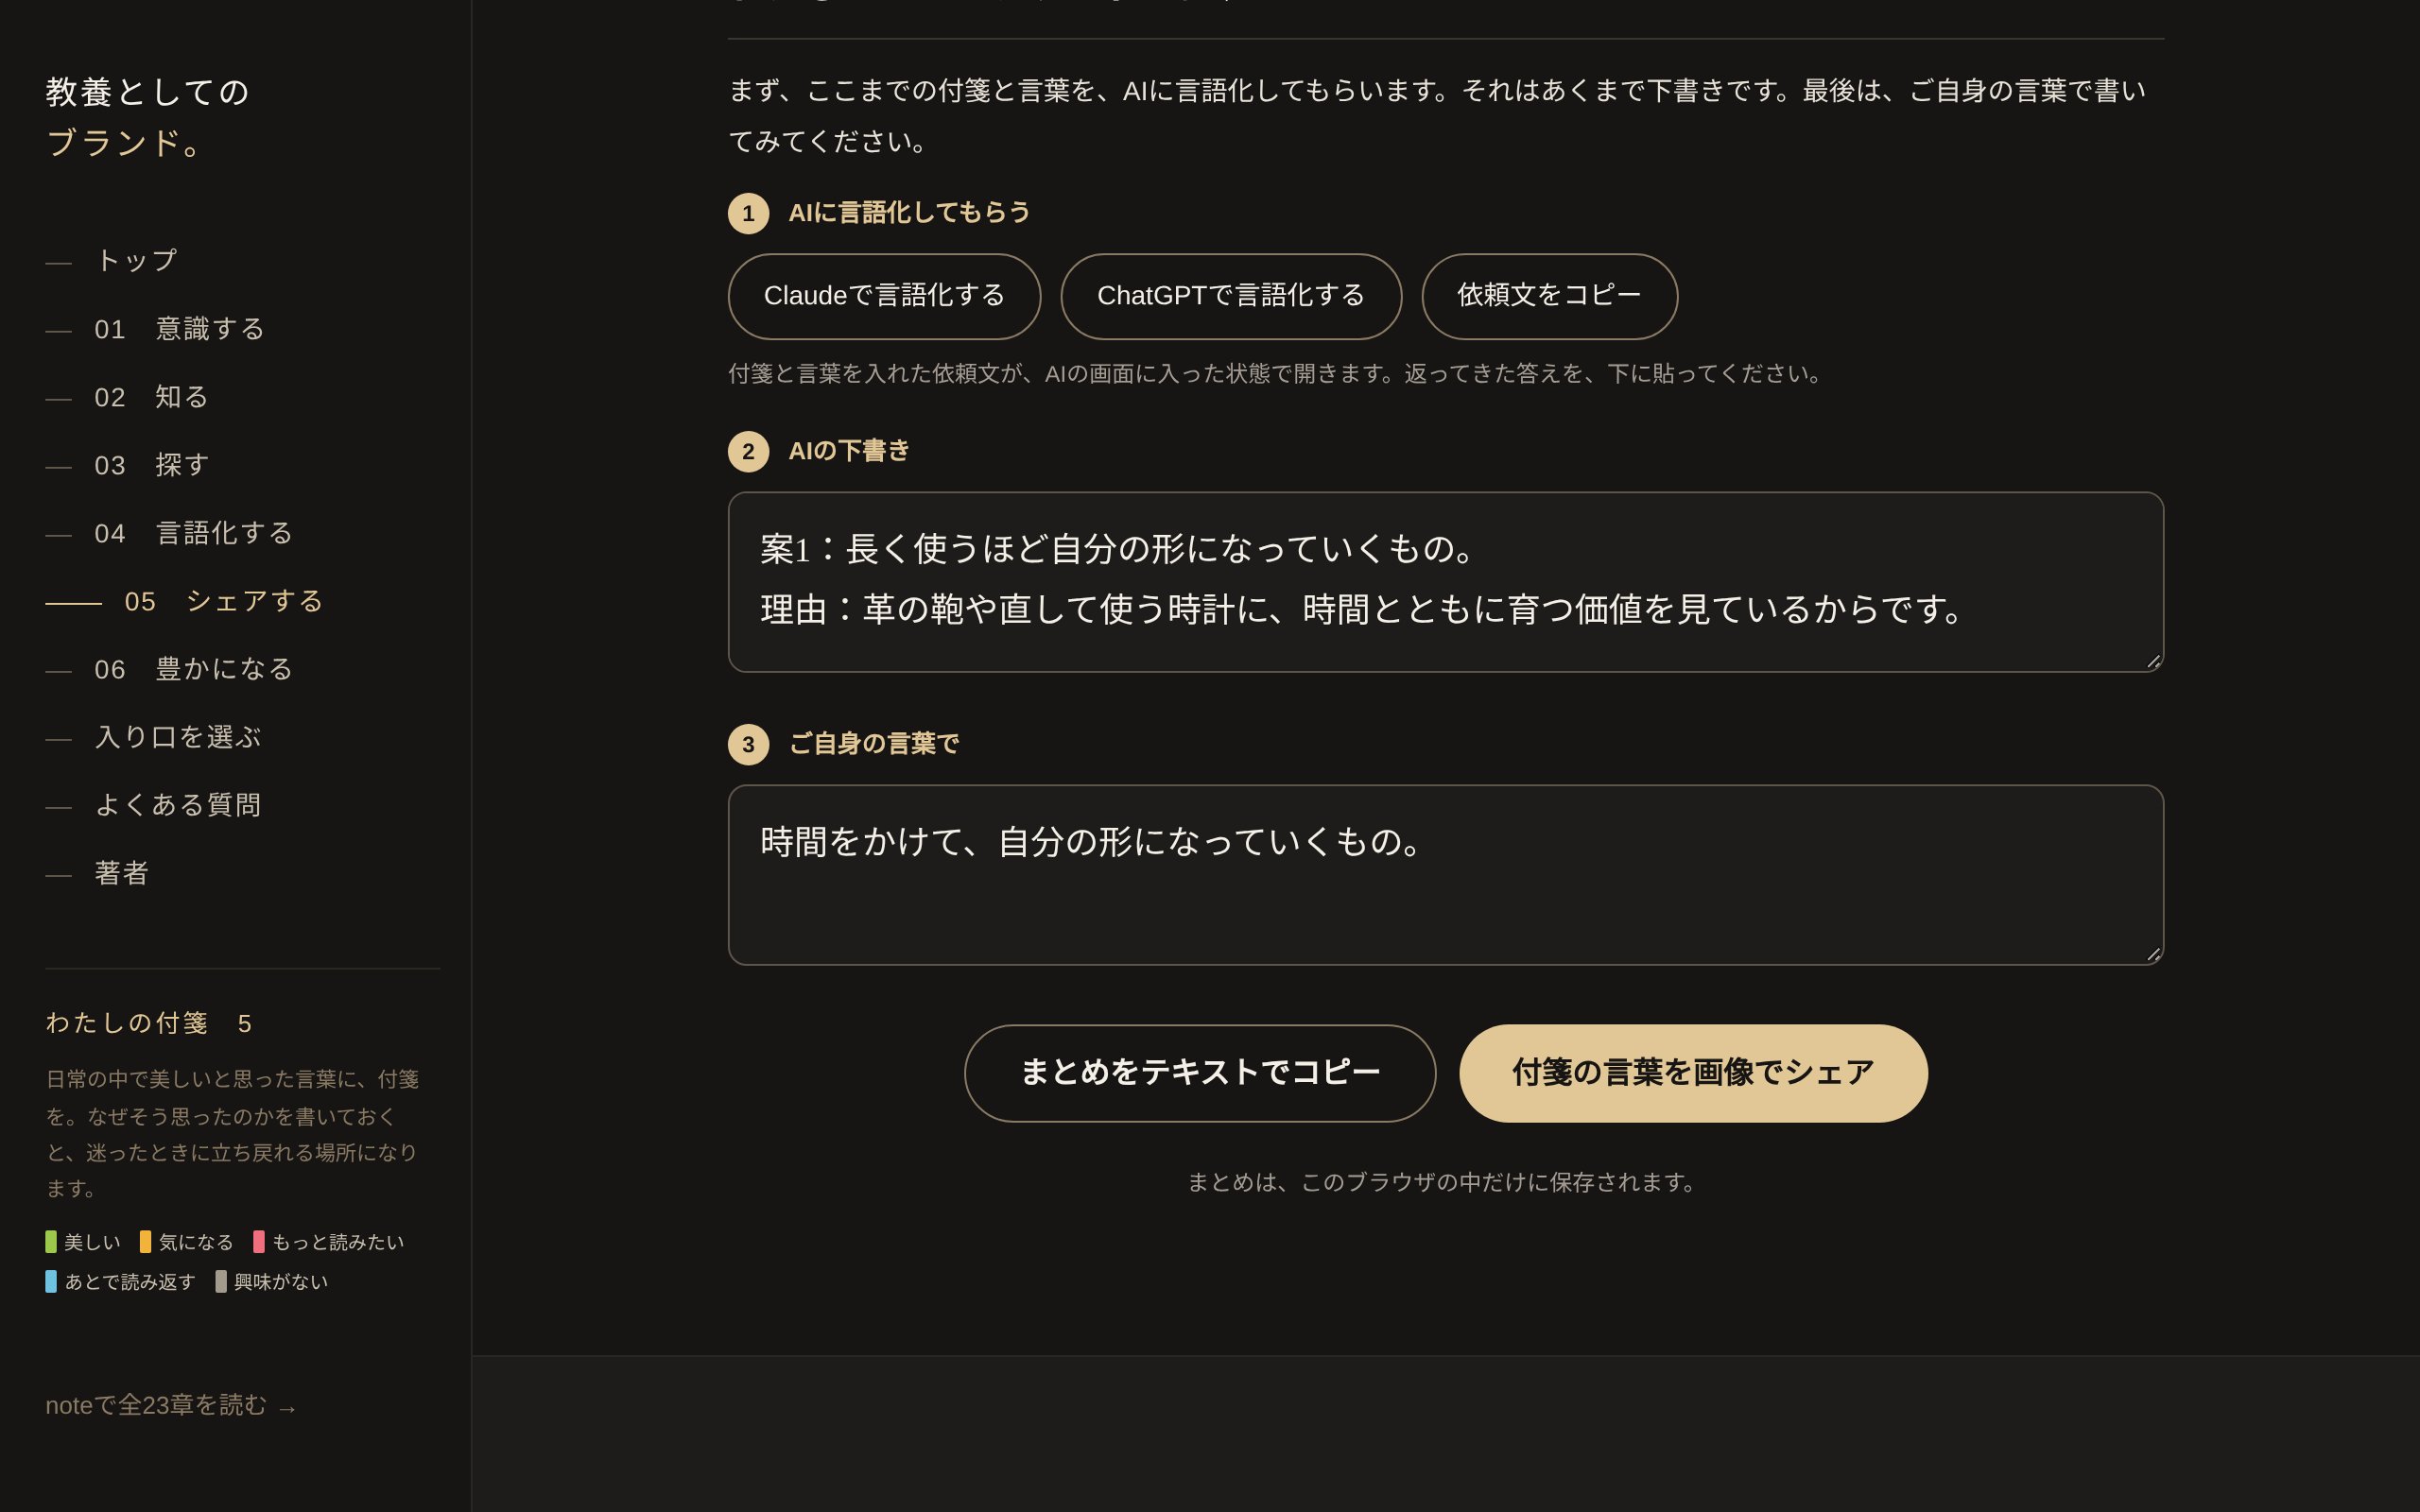 教養としての
ブランド。
トップ
01 意識する
02 知る
03 探す
04 言語化する
05 シェアする
06 豊かになる
入り口を選ぶ
よくある質問
著者
わたしの付箋 5
日常の中で美しいと思った言葉に、付箋
を。なぜそう思ったのかを書いておく
と、迷ったときに立ち戻れる場所になり
ます。
美しい 気になる もっと読みたい
あとで読み返す 興味がない
noteで全23章を読む →
まず、ここまでの付箋と言葉を、AIに言語化してもらいます。それはあくまで下書きです。最後は、ご自身の言葉で書い
てみてください。
1 AIに言語化してもらう
Claudeで言語化する ChatGPTで言語化する 依頼文をコピー
付箋と言葉を入れた依頼文が、AIの画面に入った状態で開きます。返ってきた答えを、下に貼ってください。
2 AIの下書き
案1：長く使うほど自分の形になっていくもの。
理由：革の鞄や直して使う時計に、時間とともに育つ価値を見ているからです。
3 ご自身の言葉で
時間をかけて、自分の形になっていくもの。
まとめをテキストでコピー 付箋の言葉を画像でシェア
まとめは、このブラウザの中だけに保存されます。